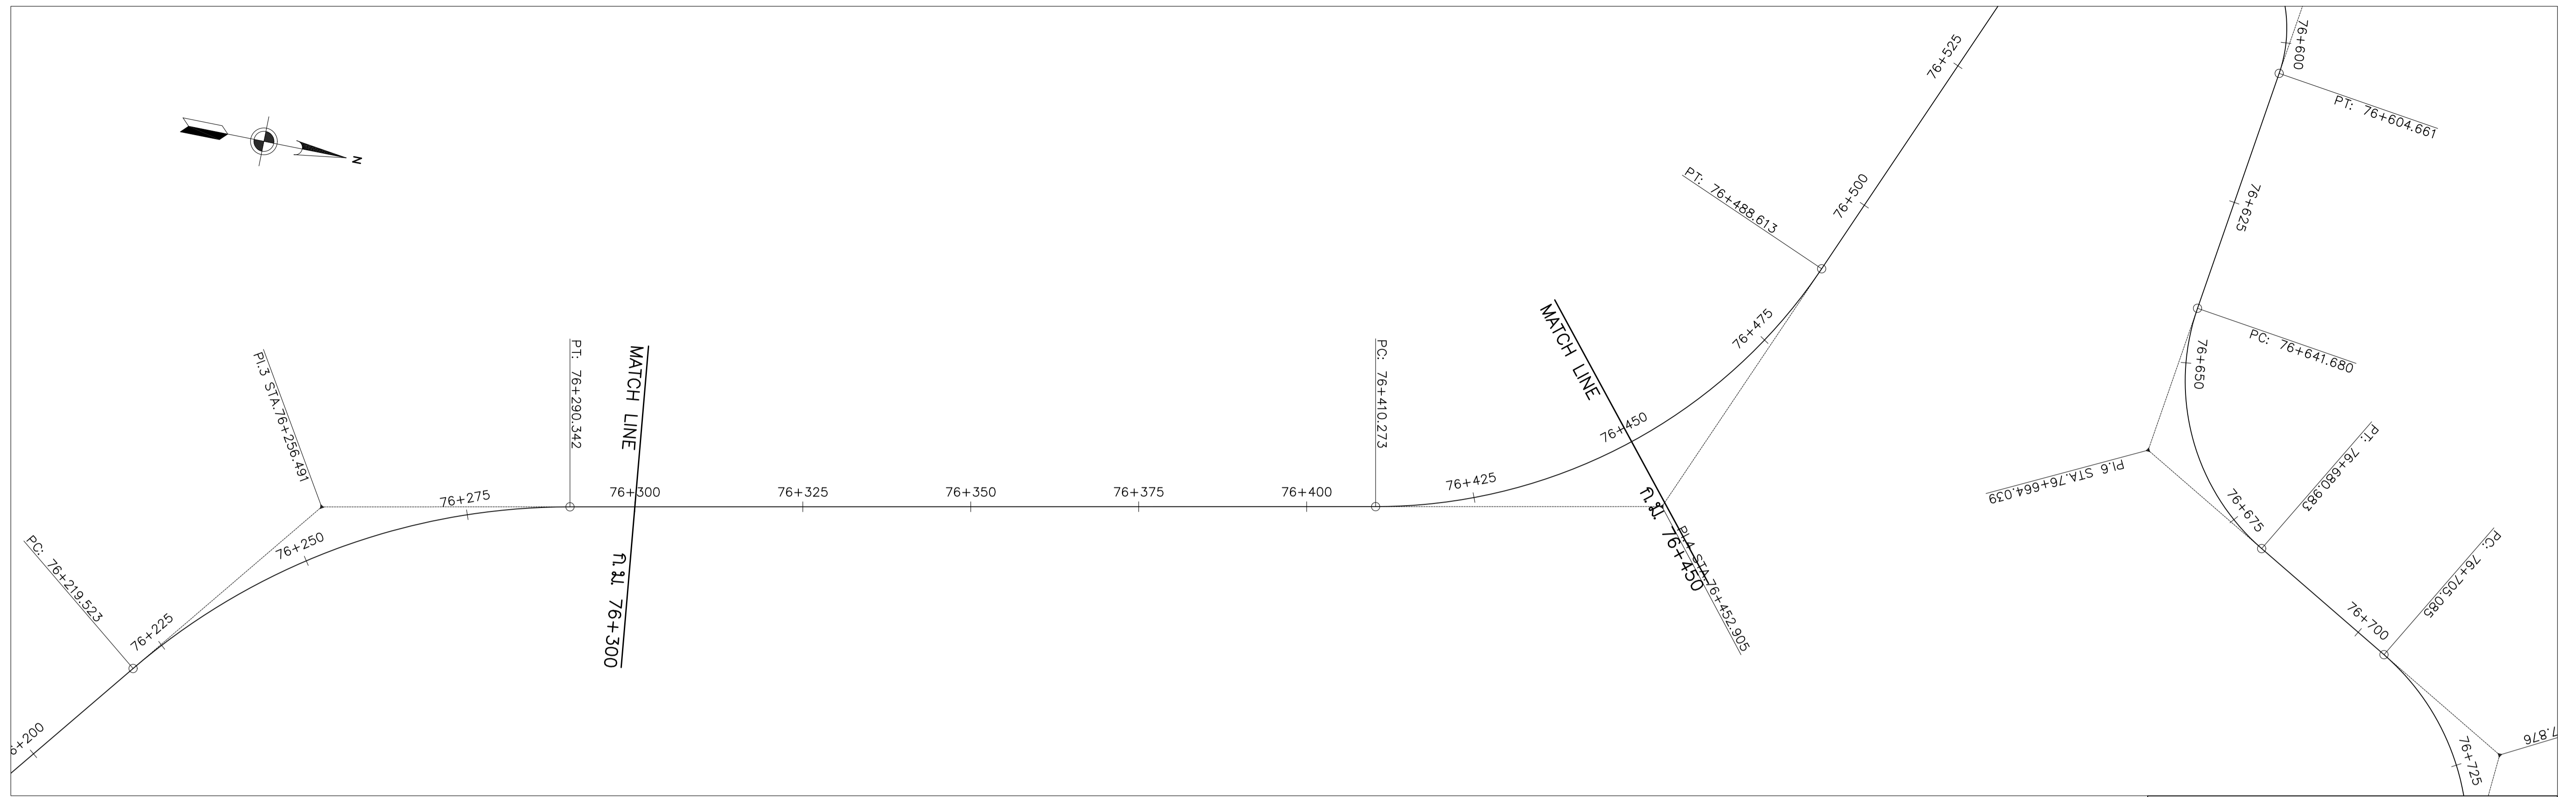 N
76+200
PC: 76+219.523
76+225
76+250
PI.3 STA.76+256.491
76+275
PT: 76+290.342
MATCH LINE
กม 76+300
76+300
76+325
76+350
76+375
76+400
PC: 76+410.273
76+425
76+450
MATCH LINE
กม. 76+450
PI.4 STA.76+452.905
76+475
PT: 76+488.613
76+500
76+525
76+600
PT: 76+604.661
76+625
PC: 76+641.680
76+650
PI.6 STA.76+664.039
76+675
PT: 76+680.983
76+700
PC: 76+705.085
76+725
7.876